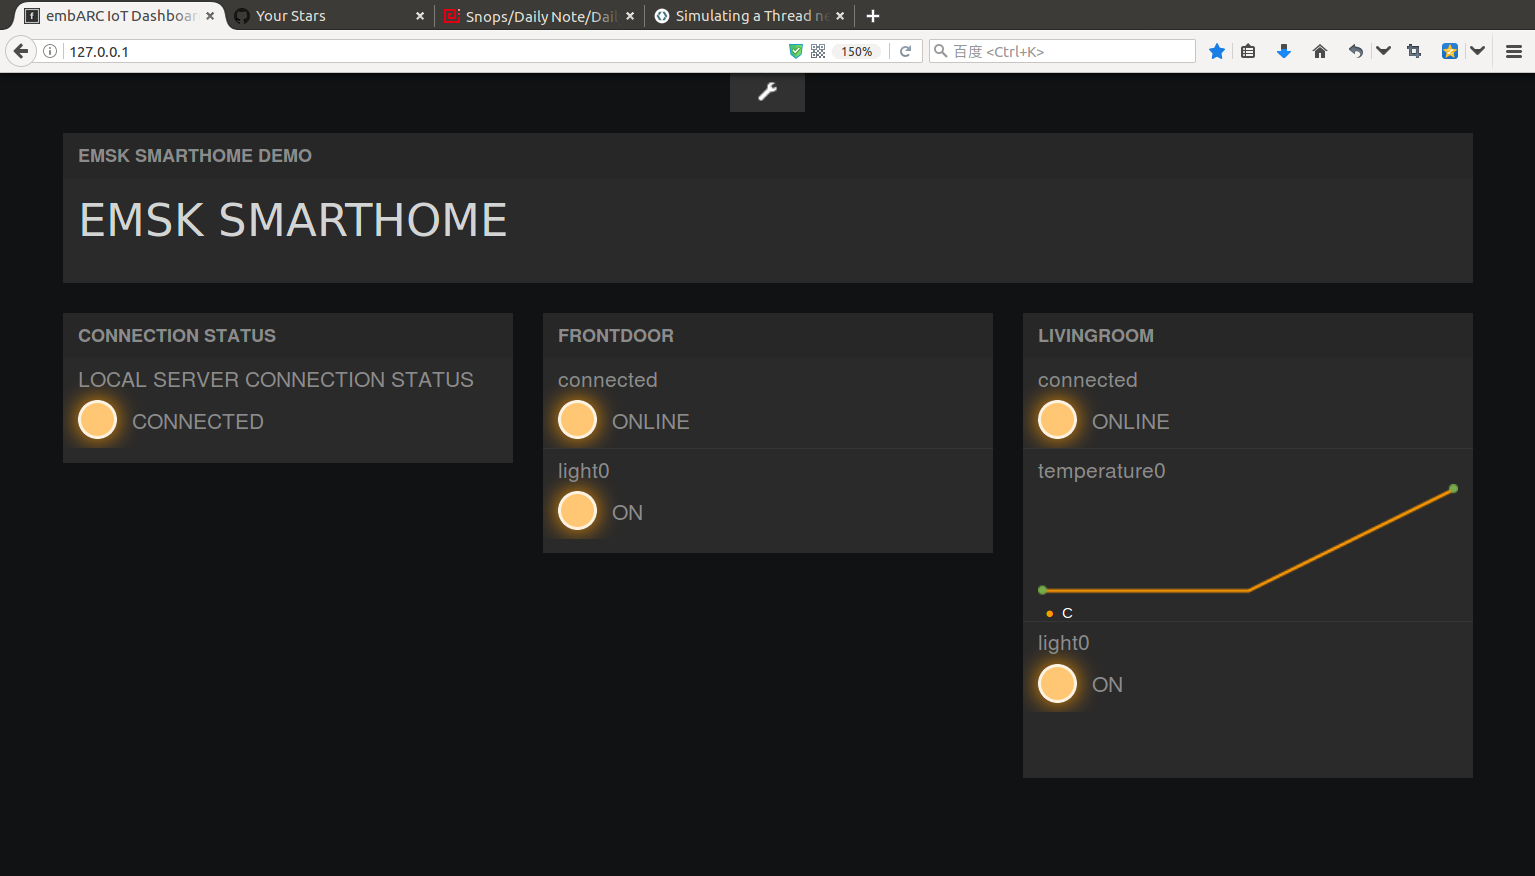 embARC IoT Dashboar
Your Stars
Snops/Daily Note/Dail
Simulating a Thread ne
127.0.0.1
150%
百度 <Ctrl+K>
EMSK SMARTHOME DEMO
EMSK SMARTHOME
CONNECTION STATUS
LOCAL SERVER CONNECTION STATUS
CONNECTED
FRONTDOOR
connected
ONLINE
light0
ON
LIVINGROOM
connected
ONLINE
temperature0
C
light0
ON